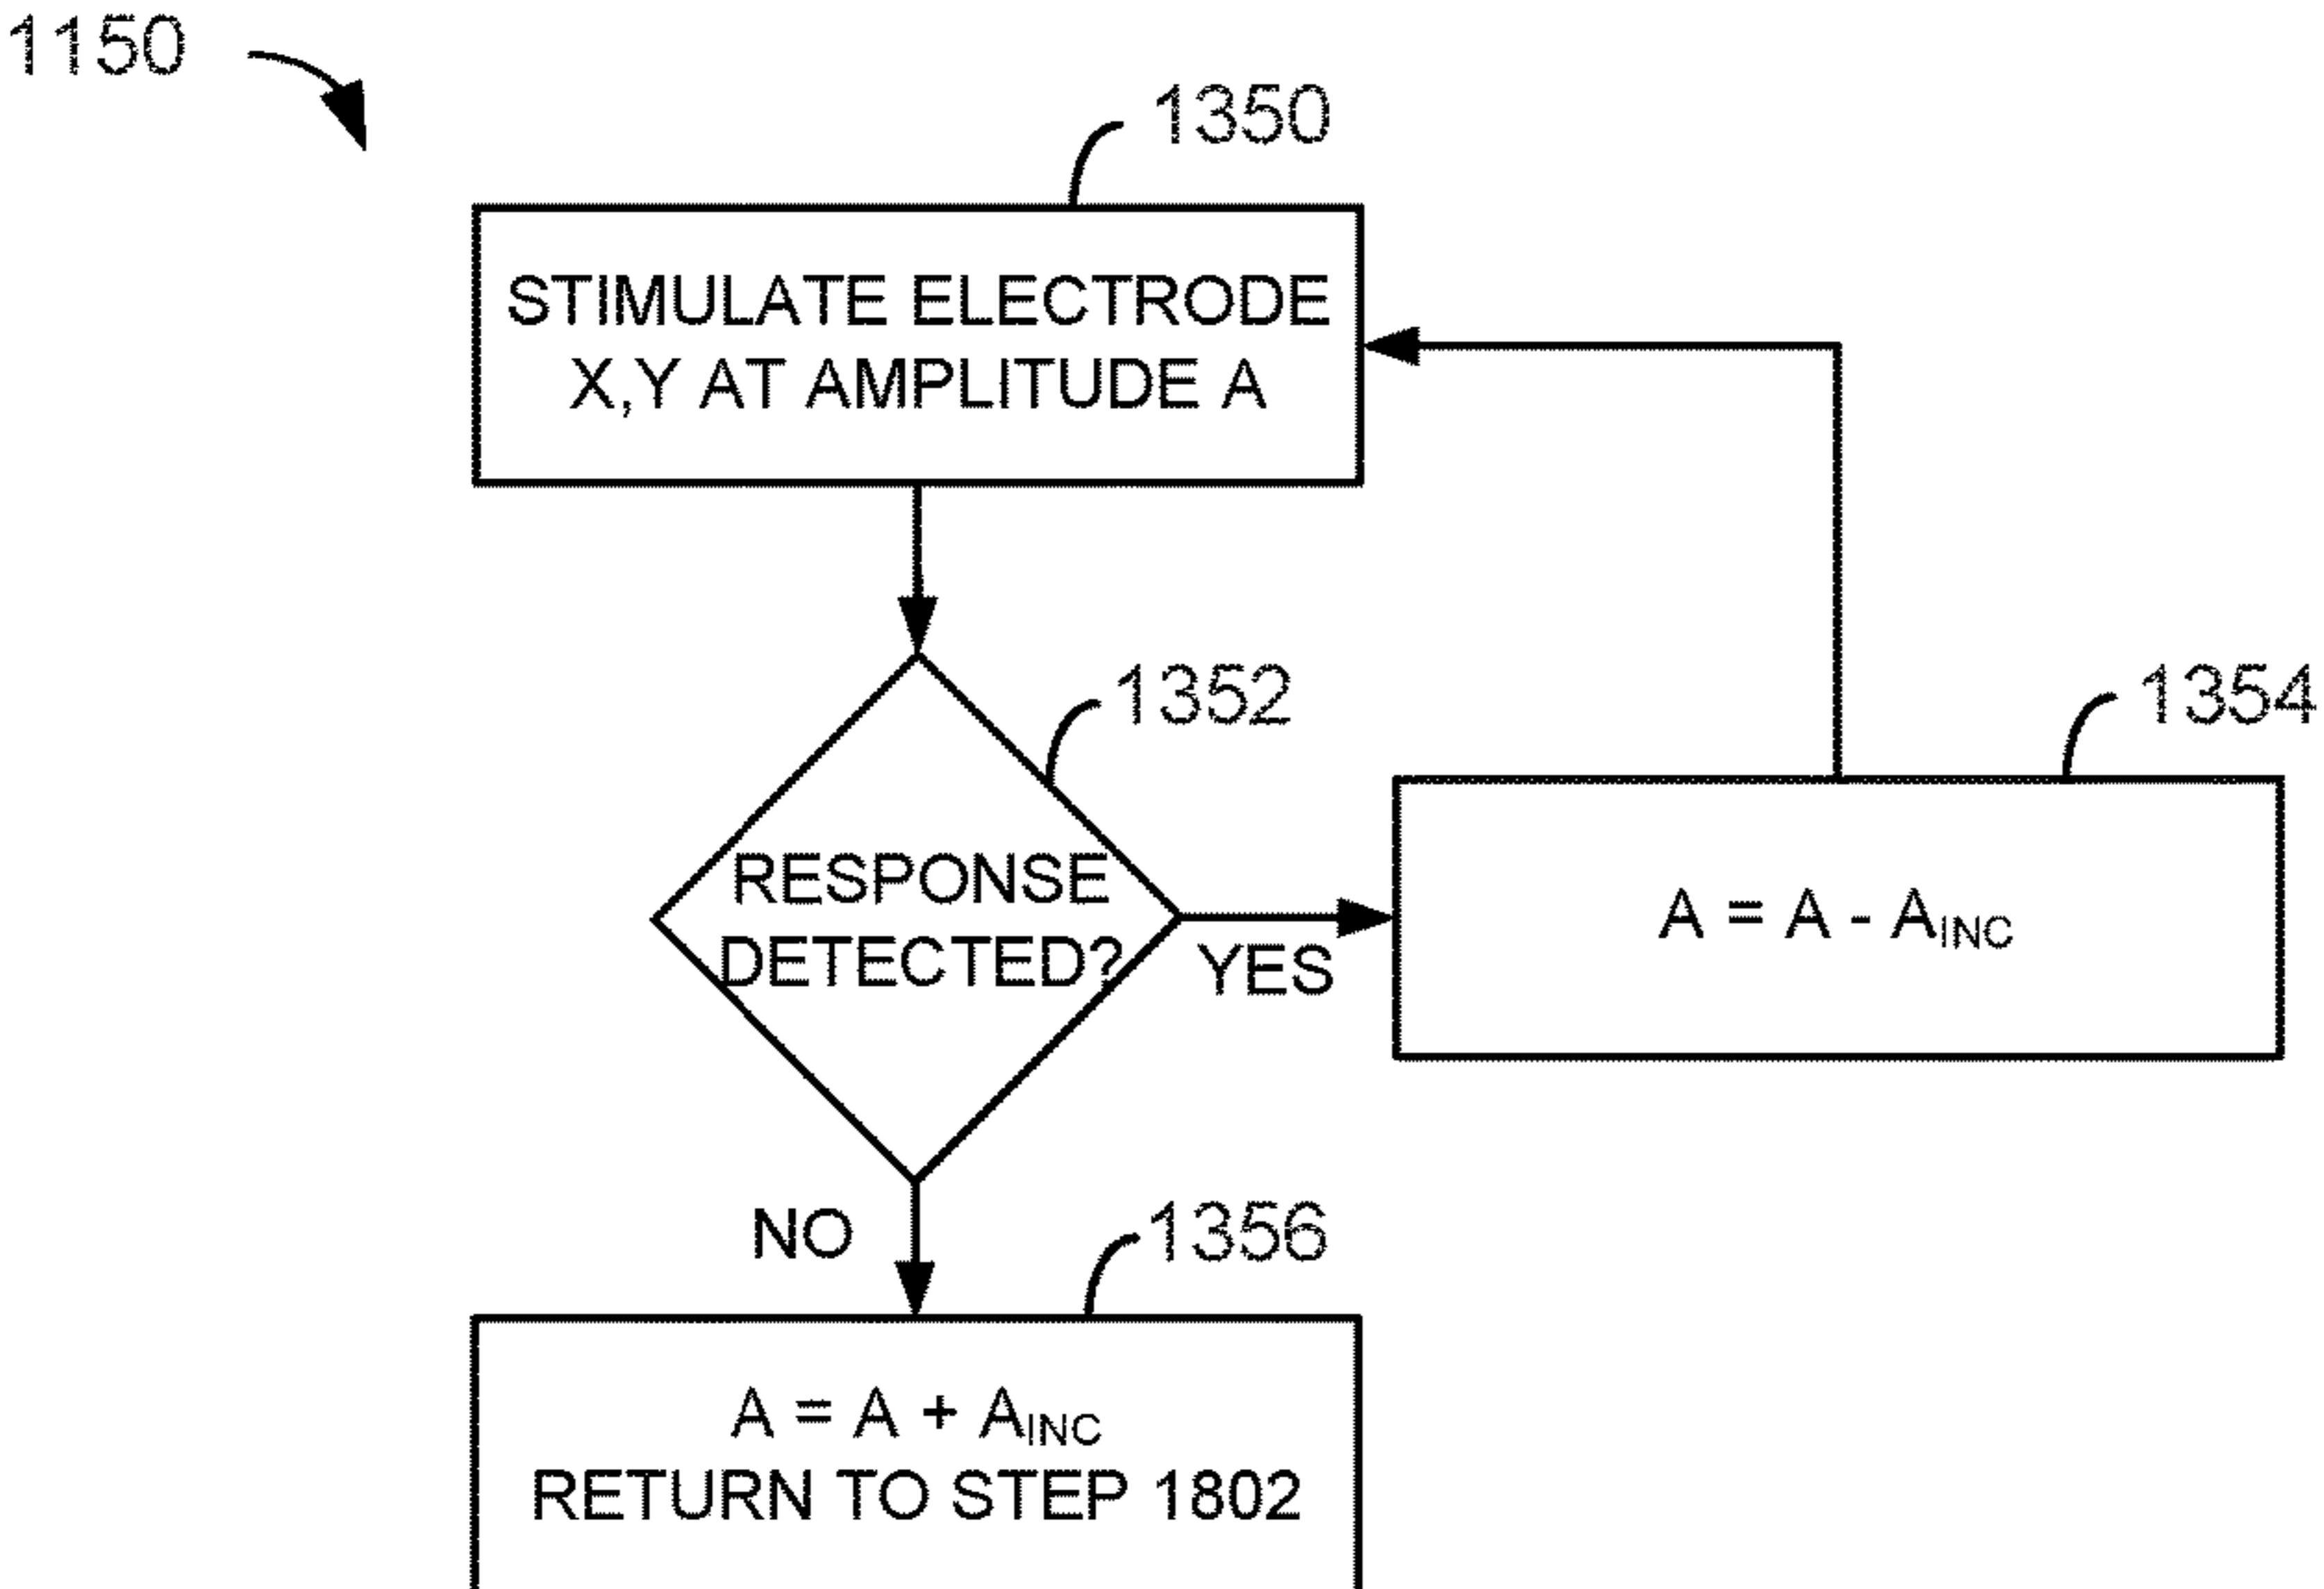 1150
1350
STIMULATE ELECTRODE
X,Y AT AMPLITUDE A
1352
1354
RESPONSE
DETECTED?
YES
A = A - AINC
NO
1356
A = A + AINC
RETURN TO STEP 1802